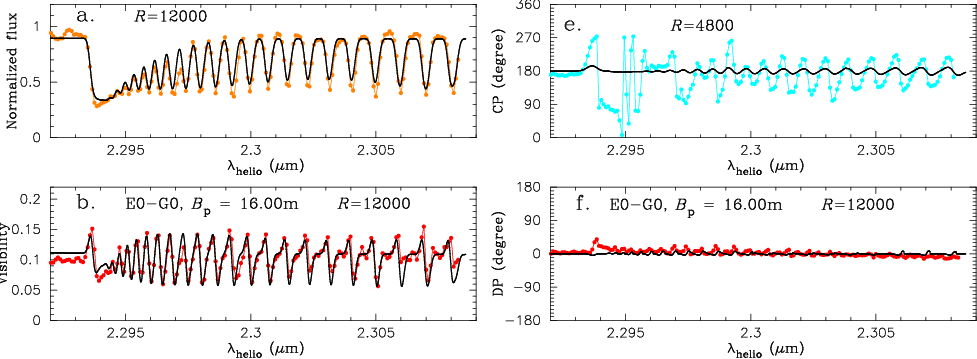 a. R=12000
Normalized flux
1
0.5
0
2.295 2.3 2.305
λhelio (μm)
e. R=4800
CP (degree)
360
270
180
90
0
2.295 2.3 2.305
λhelio (μm)
b. E0−G0, Bp = 16.00m R=12000
Visibility
0.2
0.15
0.1
0.05
0
2.295 2.3 2.305
λhelio (μm)
f. E0−G0, Bp = 16.00m R=12000
DP (degree)
180
90
0
−90
−180
2.295 2.3 2.305
λhelio (μm)